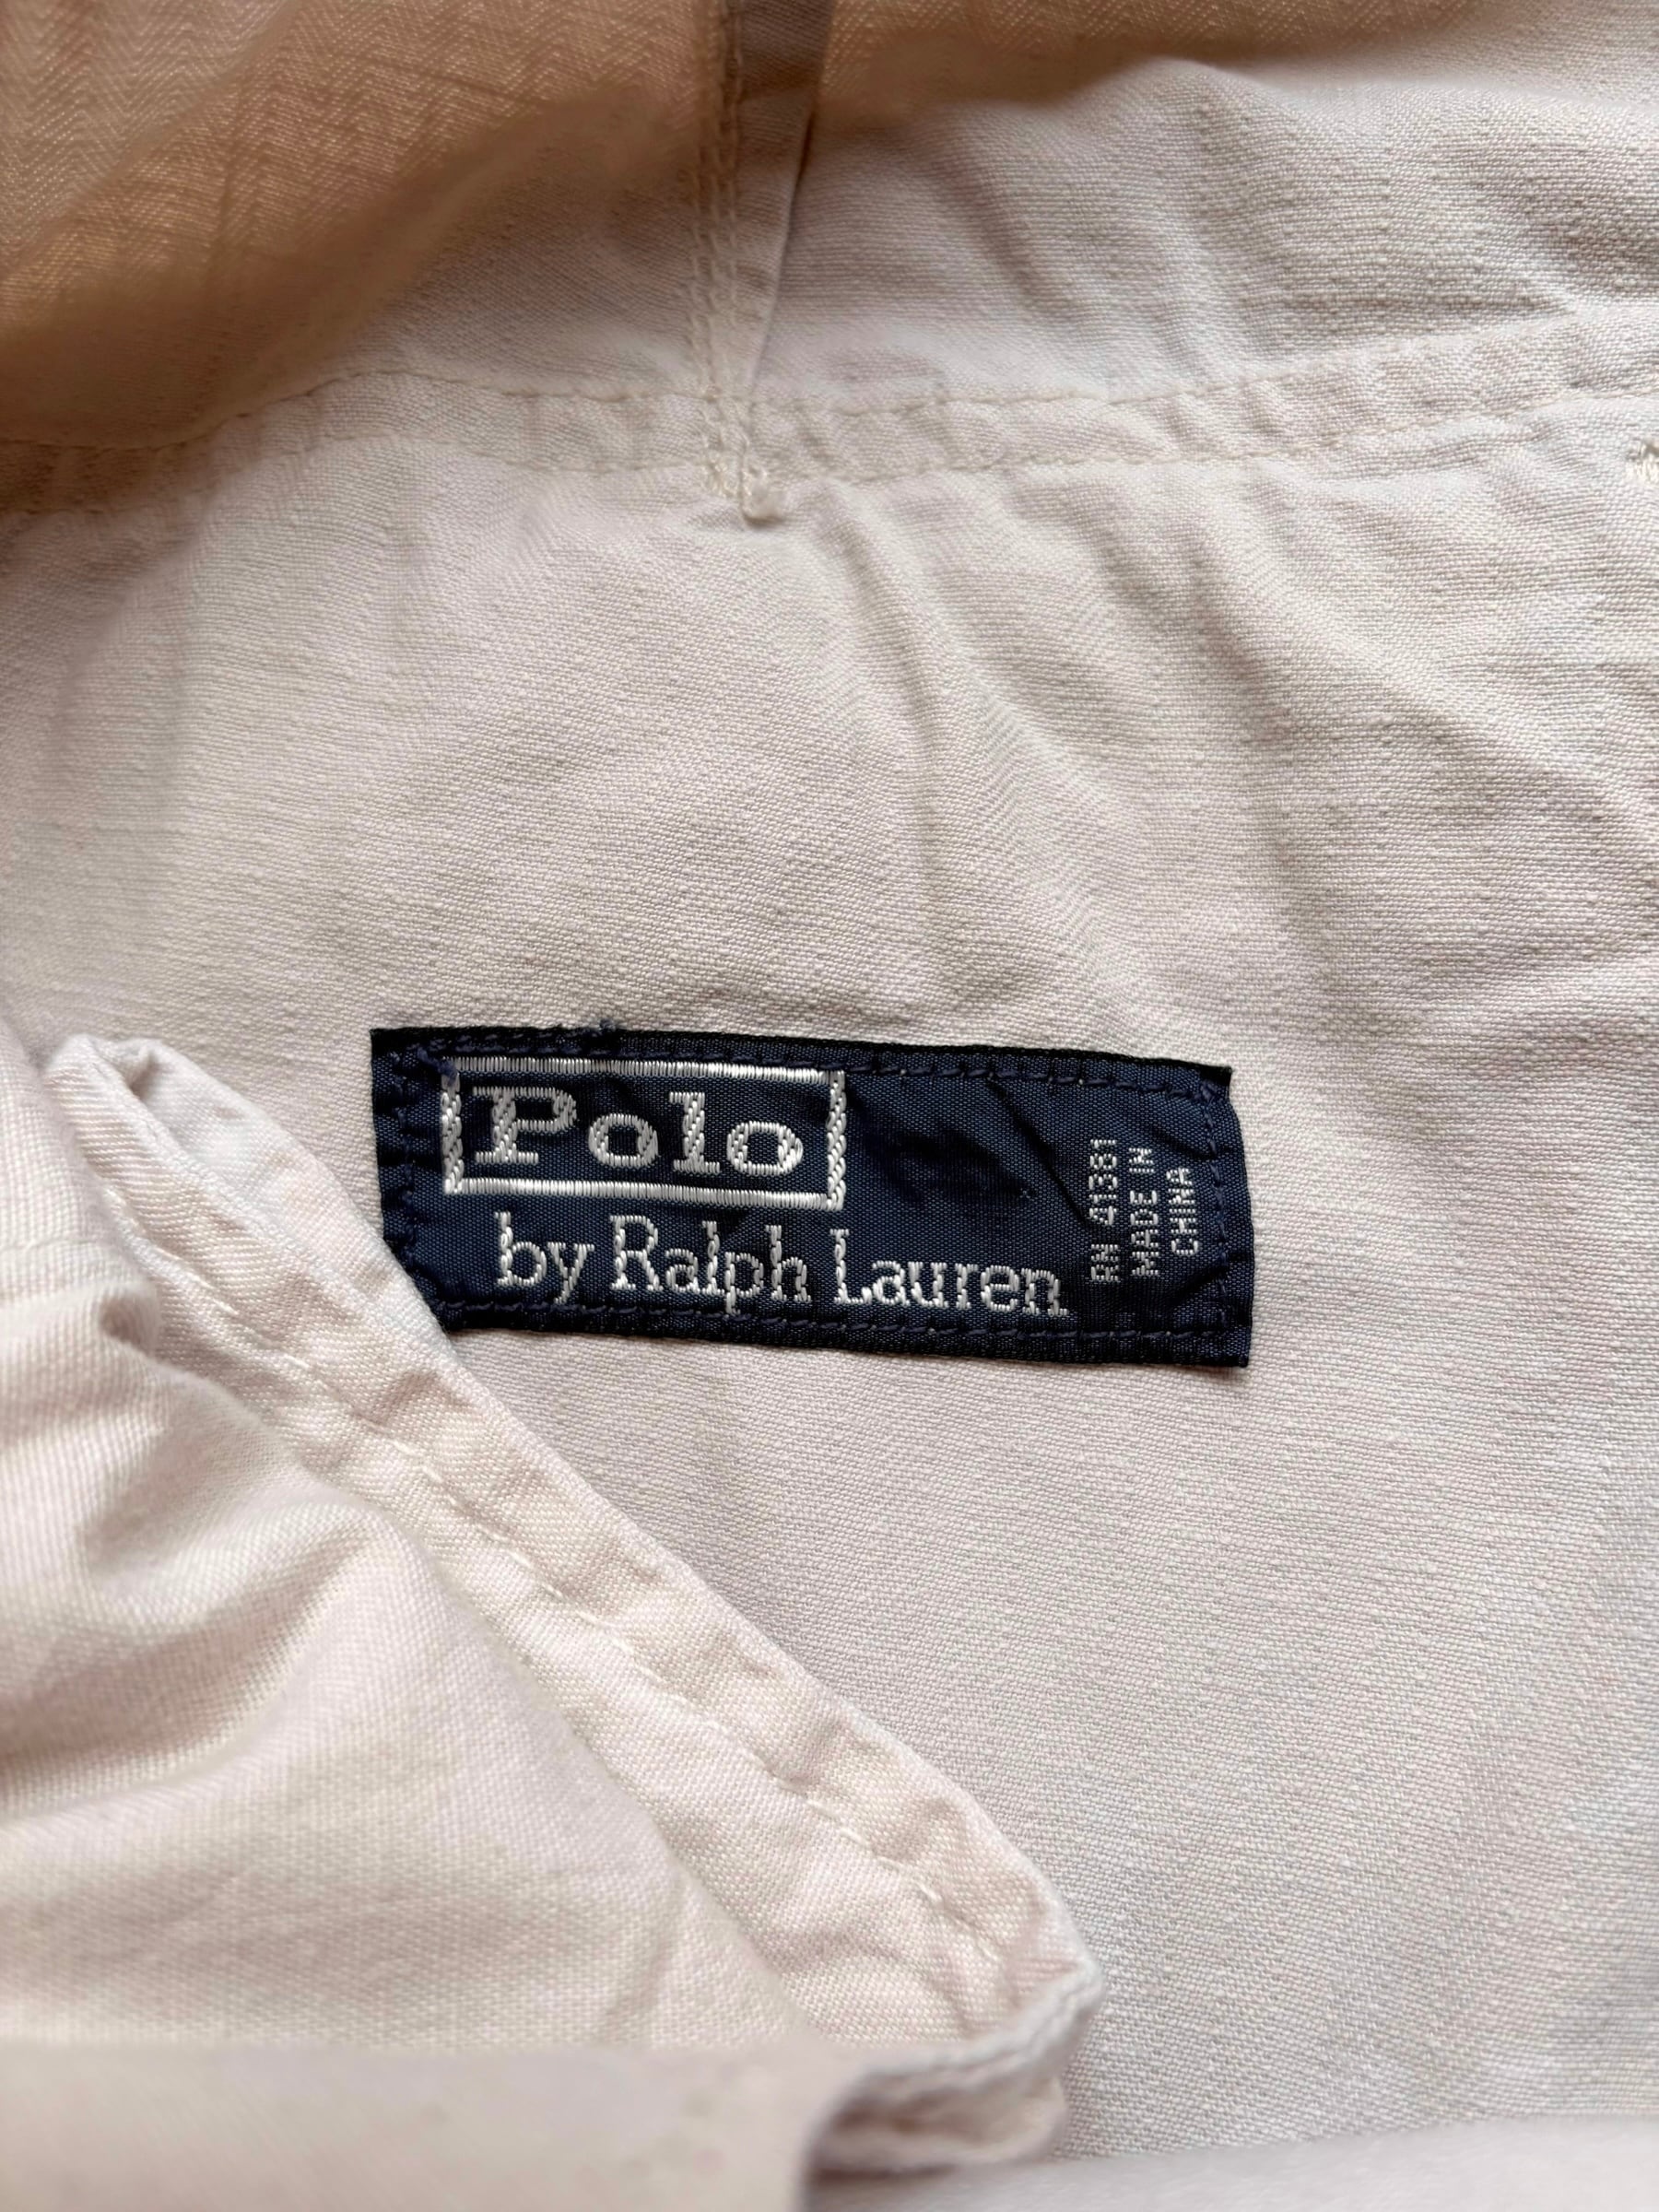 Polo
by Ralph Lauren
RN 41381
MADE IN
CHINA